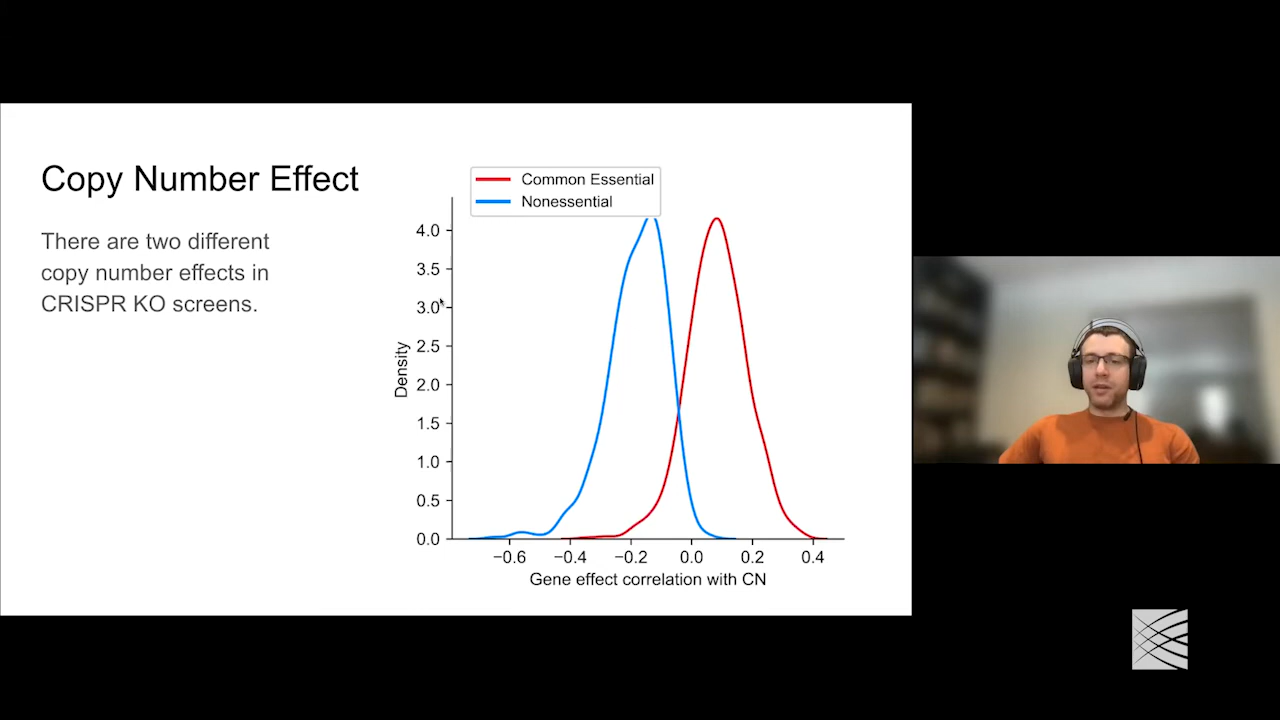 Copy Number Effect
There are two different
copy number effects in
CRISPR KO screens.
Common Essential
Nonessential
Density
4.0
3.5
3.0
2.5
2.0
1.5
1.0
0.5
0.0
−0.6 −0.4 −0.2 0.0 0.2 0.4
Gene effect correlation with CN